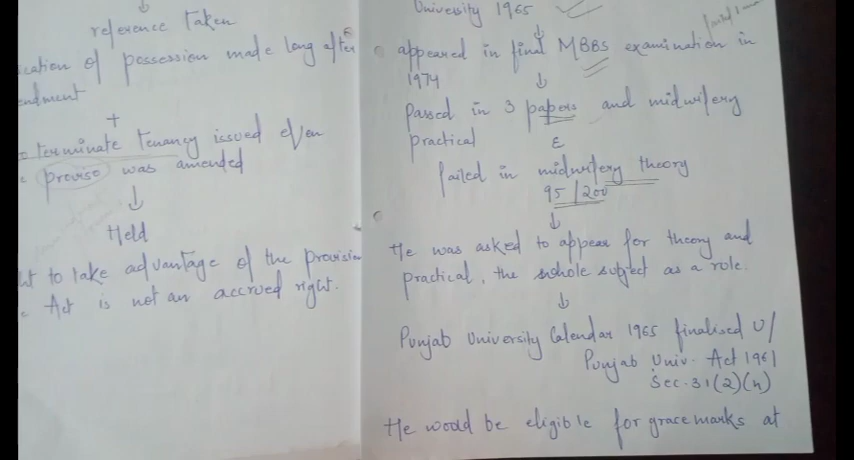 reference Taken
ication of possession made long after
endment
+
terminate tenancy issued even
proviso was amended
Held
ht to take advantage of the provision
Act is not an accrued right.
University 1965
appeared in final MBBS examination in
1974
Passed in 3 papers and midwifery
practical
&
failed in midwifery theory
95/200
He was asked to appear for theory and
practical, the whole subject as a rule.
Punjab University Calendar 1965 finalised U/
Punjab Univ. Act 1961
Sec. 31(2)(n)
He would be eligible for grace marks at